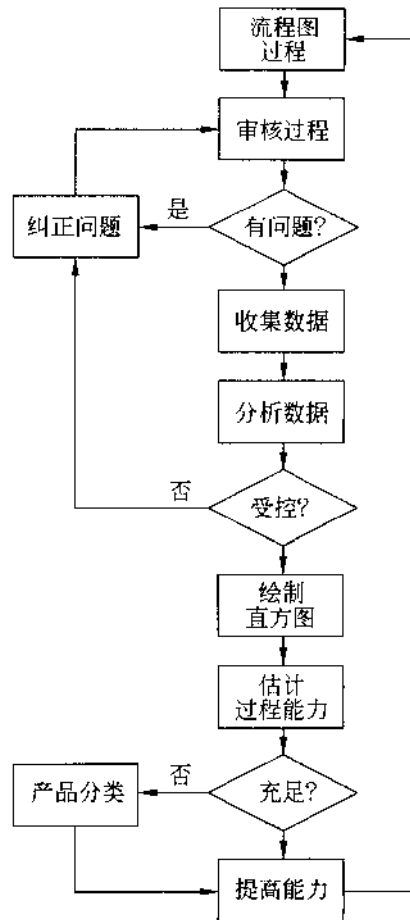 流程图
过程
审核过程
纠正问题
是
有问题?
收集数据
分析数据
否
受控?
绘制
直方图
估计
过程能力
产品分类
否
充足?
提高能力